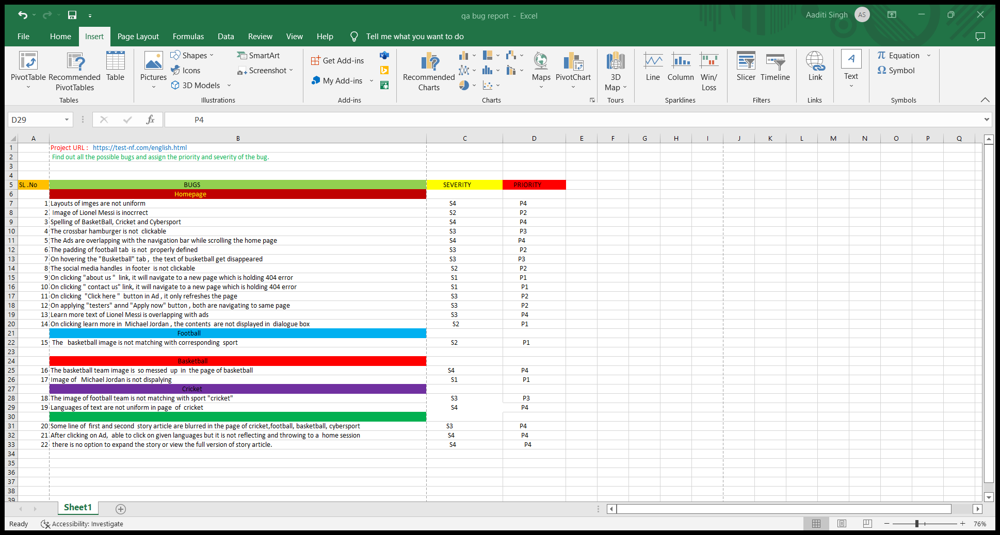 qa bug report - Excel
Aaditi Singh AS
File Home Insert Page Layout Formulas Data Review View Help Tell me what you want to do
PivotTable Recommended PivotTables Table
Tables
Pictures Shapes Icons 3D Models SmartArt Screenshot
Illustrations
Get Add-ins My Add-ins
Add-ins
Recommended Charts Maps PivotChart
Charts
3D Map
Tours
Line Column Win/ Loss
Sparklines
Slicer Timeline
Filters
Link
Links
A Text
π Equation
Ω Symbol
Symbols
D29 fx P4
A B C D E F G H I J K L M N O P Q
1 Project URL : https://test-nf.com/english.html
2 Find out all the possible bugs and assign the priority and severity of the bug.
3
4
5 SL .No BUGS SEVERITY PRIORITY
6 Homepage
7 1 Layouts of imges are not uniform S4 P4
8 2 Image of Lionel Messi is inocrrect S2 P2
9 3 Spelling of BasketBall, Cricket and Cybersport S4 P4
10 4 The crossbar hamburger is not clickable S3 P3
11 5 The Ads are overlapping with the navigation bar while scrolling the home page S4 P4
12 6 The padding of football tab is not properly defined S3 P2
13 7 On hovering the "Busketball" tab , the text of busketball get disappeared S3 P3
14 8 The social media handles in footer is not clickable S2 P2
15 9 On clicking "about us " link, it will navigate to a new page which is holding 404 error S1 P1
16 10 On clicking " contact us" link, it will navigate to a new page which is holding 404 error S1 P1
17 11 On clicking "Click here " button in Ad , it only refreshes the page S3 P2
18 12 On applying "testers" annd "Apply now" button , both are navigating to same page S3 P2
19 13 Learn more text of Lionel Messi is overlapping with ads S3 P4
20 14 On clicking learn more in Michael Jordan , the contents are not displayed in dialogue box S2 P1
21 Football
22 15 The basketball image is not matching with corresponding sport S2 P1
23
24 Basketball
25 16 The basketball team image is so messed up in the page of basketball S4 P4
26 17 Image of Michael Jordan is not dispalying S1 P1
27 Cricket
28 18 The image of football team is not matching with sport "cricket" S3 P3
29 19 Languages of text are not uniform in page of cricket S4 P4
30
31 20 Some line of first and second story article are blurred in the page of cricket,football, basketball, cybersport S3 P4
32 21 After clicking on Ad, able to click on given languages but it is not reflecting and throwing to a home session S4 P4
33 22 there is no option to expand the story or view the full version of story article. S4 P4
34
35
36
37
38
39
Sheet1
Ready Accessibility: Investigate 76%